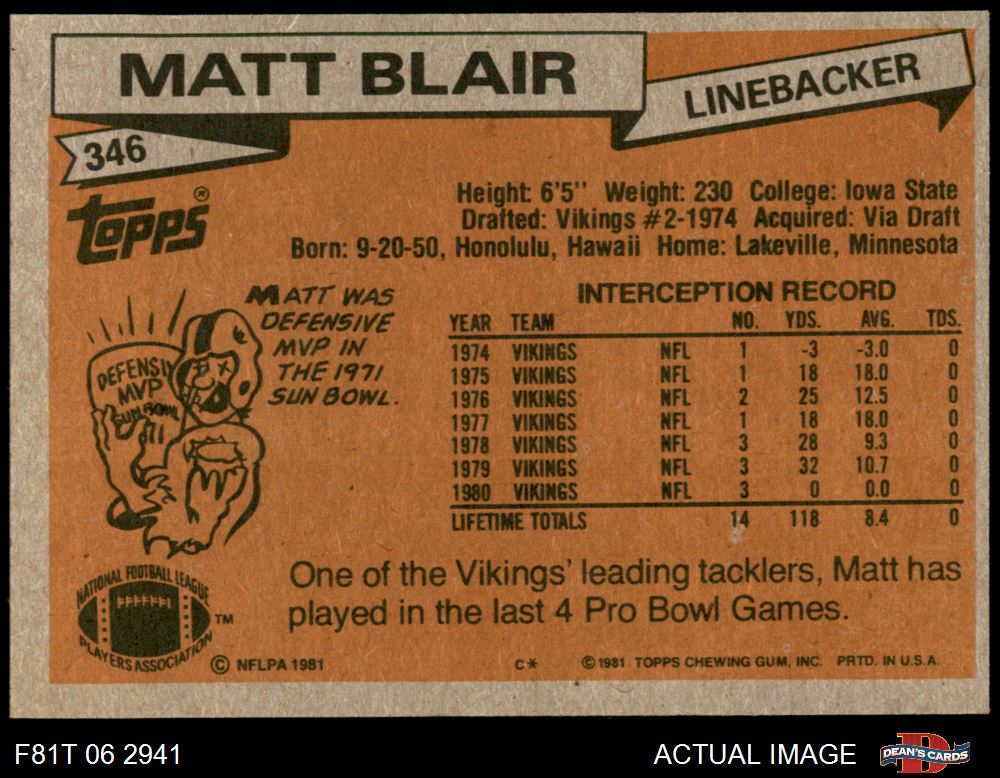 MATT BLAIR
LINEBACKER
346
Topps®
Height: 6'5'' Weight: 230 College: Iowa State
Drafted: Vikings #2-1974 Acquired: Via Draft
Born: 9-20-50, Honolulu, Hawaii Home: Lakeville, Minnesota
MATT WAS
DEFENSIVE
MVP IN
THE 1971
SUN BOWL.
DEFENSIV
MVP
SUN BOWL
INTERCEPTION RECORD
YEAR TEAM NO. YDS. AVG. TDS.
1974 VIKINGS NFL 1 -3 -3.0 0
1975 VIKINGS NFL 1 18 18.0 0
1976 VIKINGS NFL 2 25 12.5 0
1977 VIKINGS NFL 1 18 18.0 0
1978 VIKINGS NFL 3 28 9.3 0
1979 VIKINGS NFL 3 32 10.7 0
1980 VIKINGS NFL 3 0 0.0 0
LIFETIME TOTALS 14 118 8.4 0
One of the Vikings' leading tacklers, Matt has
played in the last 4 Pro Bowl Games.
NATIONAL FOOTBALL LEAGUE
PLAYERS ASSOCIATION
TM
© NFLPA 1981
C*
© 1981 TOPPS CHEWING GUM, INC. PRTD. IN U.S.A.
F81T 06 2941
ACTUAL IMAGE
DEAN'S CARDS